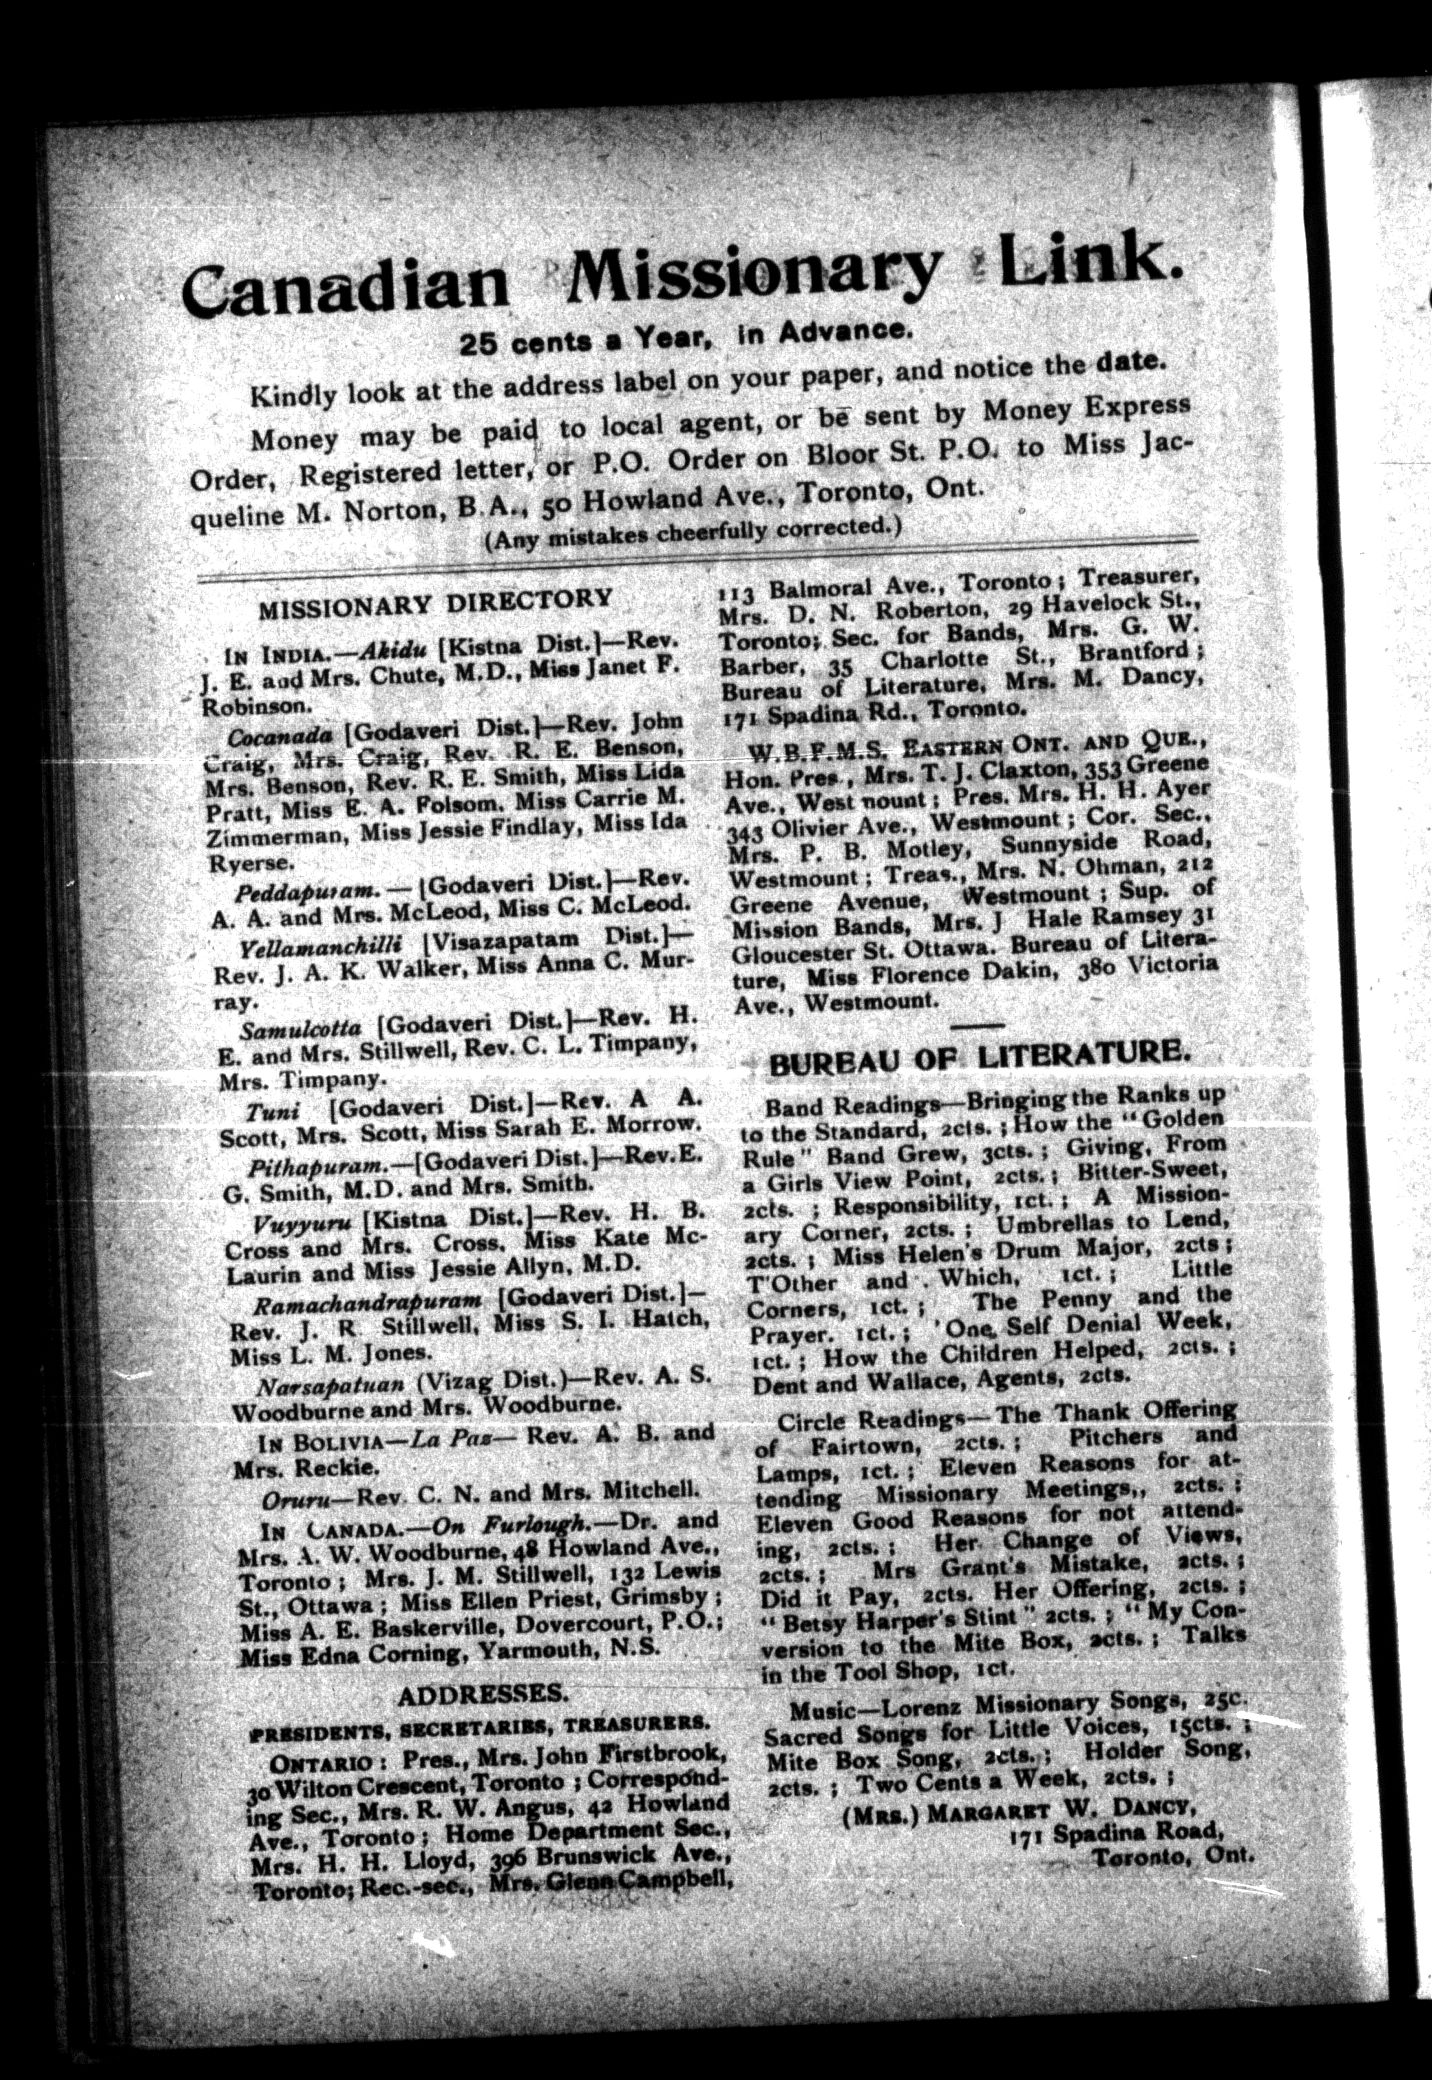 Canadian Missionary Link.
25 cents a Year, in Advance.
Kindly look at the address label on your paper, and notice the date.
Money may be paid to local agent, or be sent by Money Express
Order, Registered letter, or P.O. Order on Bloor St. P.O. to Miss Jac-
queline M. Norton, B.A., 50 Howland Ave., Toronto, Ont.
(Any mistakes cheerfully corrected.)
MISSIONARY DIRECTORY
IN INDIA.—Akidu [Kistna Dist.]—Rev.
J. E. and Mrs. Chute, M.D., Miss Janet F.
Robinson.
Cocanada [Godaveri Dist.]—Rev. John
Craig, Mrs. Craig, Rev. R. E. Benson,
Mrs. Benson, Rev. R. E. Smith, Miss Lida
Pratt, Miss E. A. Folsom, Miss Carrie M.
Zimmerman, Miss Jessie Findlay, Miss Ida
Ryerse.
Peddapuram.—[Godaveri Dist.]—Rev.
A. A. and Mrs. McLeod, Miss C. McLeod.
Yellamanchilli [Visazapatam Dist.]—
Rev. J. A. K. Walker, Miss Anna C. Mur-
ray.
Samulcotta [Godaveri Dist.]—Rev. H.
E. and Mrs. Stillwell, Rev. C. L. Timpany,
Mrs. Timpany.
Tuni [Godaveri Dist.]—Rev. A A.
Scott, Mrs. Scott, Miss Sarah E. Morrow.
Pithapuram.—[Godaveri Dist.]—Rev. E.
G. Smith, M.D. and Mrs. Smith.
Vuyyuru [Kistna Dist.]—Rev. H. B.
Cross and Mrs. Cross, Miss Kate Mc-
Laurin and Miss Jessie Allyn, M.D.
Ramachandrapuram [Godaveri Dist.]—
Rev. J. R Stillwell, Miss S. I. Hatch,
Miss L. M. Jones.
Narsapatuan (Vizag Dist.)—Rev. A. S.
Woodburne and Mrs. Woodburne.
IN BOLIVIA—La Paz— Rev. A. B. and
Mrs. Reckie.
Oruru—Rev. C. N. and Mrs. Mitchell.
IN CANADA.—On Furlough.—Dr. and
Mrs. A. W. Woodburne, 48 Howland Ave.,
Toronto; Mrs. J. M. Stillwell, 132 Lewis
St., Ottawa; Miss Ellen Priest, Grimsby;
Miss A. E. Baskerville, Dovercourt, P.O.;
Miss Edna Corning, Yarmouth, N.S.
ADDRESSES.
PRESIDENTS, SECRETARIES, TREASURERS.
ONTARIO: Pres., Mrs. John Firstbrook,
30 Wilton Crescent, Toronto; Correspond-
ing Sec., Mrs. R. W. Angus, 42 Howland
Ave., Toronto; Home Department Sec.,
Mrs. H. H. Lloyd, 396 Brunswick Ave.,
Toronto; Rec.-sec., Mrs. Glenn Campbell,
113 Balmoral Ave., Toronto; Treasurer,
Mrs. D. N. Roberton, 29 Havelock St.,
Toronto; Sec. for Bands, Mrs. G. W.
Barber, 35 Charlotte St., Brantford;
Bureau of Literature, Mrs. M. Dancy,
171 Spadina Rd., Toronto.
W.B.F.M.S. EASTERN ONT. AND QUE.,
Hon. Pres., Mrs. T. J. Claxton, 353 Greene
Ave., Westmount; Pres. Mrs. H. H. Ayer
343 Olivier Ave., Westmount; Cor. Sec.,
Mrs. P. B. Motley, Sunnyside Road,
Westmount; Treas., Mrs. N. Ohman, 212
Greene Avenue, Westmount; Sup. of
Mission Bands, Mrs. J Hale Ramsey 31
Gloucester St. Ottawa. Bureau of Litera-
ture, Miss Florence Dakin, 380 Victoria
Ave., Westmount.
BUREAU OF LITERATURE.
Band Readings—Bringing the Ranks up
to the Standard, 2cts.; How the "Golden
Rule" Band Grew, 3cts.; Giving, From
a Girls View Point, 2cts.; Bitter-Sweet,
2cts.; Responsibility, 1ct.; A Mission-
ary Corner, 2cts.; Umbrellas to Lend,
2cts.; Miss Helen's Drum Major, 2cts;
T'Other and Which, 1ct.; Little
Corners, 1ct.; The Penny and the
Prayer. 1ct.; One Self Denial Week,
1ct.; How the Children Helped, 2cts.;
Dent and Wallace, Agents, 2cts.
Circle Readings—The Thank Offering
of Fairtown, 2cts.; Pitchers and
Lamps, 1ct.; Eleven Reasons for at-
tending Missionary Meetings,, 2cts.;
Eleven Good Reasons for not attend-
ing, 2cts.; Her Change of Views,
2cts.; Mrs Grant's Mistake, 2cts.;
Did it Pay, 2cts. Her Offering, 2cts.;
"Betsy Harper's Stint" 2cts.; "My Con-
version to the Mite Box, 2cts.; Talks
in the Tool Shop, 1ct.
Music—Lorenz Missionary Songs, 25c.
Sacred Songs for Little Voices, 15cts.;
Mite Box Song, 2cts.; Holder Song,
2cts.; Two Cents a Week, 2cts.;
(MRS.) MARGARET W. DANCY,
171 Spadina Road,
Toronto, Ont.